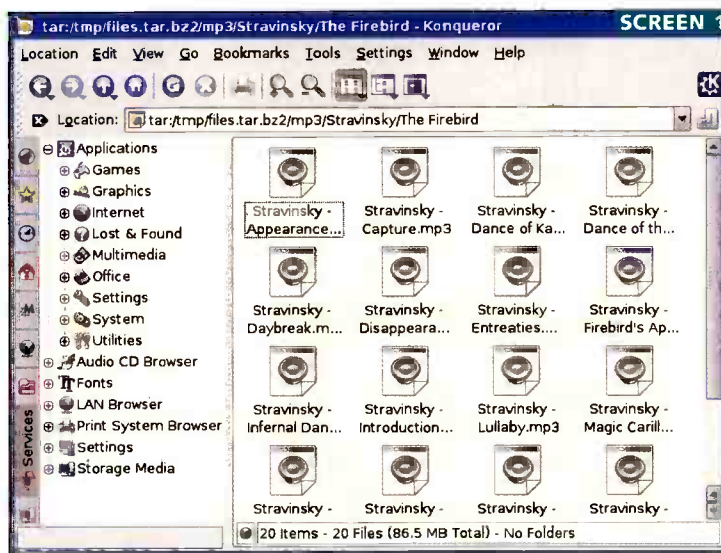 tar:/tmp/files.tar.bz2/mp3/Stravinsky/The Firebird - Konqueror
SCREEN
Location Edit View Go Bookmarks Tools Settings Window Help
Location: tar:/tmp/files.tar.bz2/mp3/Stravinsky/The Firebird
Services
Applications
Games
Graphics
Internet
Lost & Found
Multimedia
Office
Settings
System
Utilities
Audio CD Browser
Fonts
LAN Browser
Print System Browser
Settings
Storage Media
Stravinsky - Appearance...
Stravinsky - Capture.mp3
Stravinsky - Dance of Ka...
Stravinsky - Dance of th...
Stravinsky - Daybreak.m...
Stravinsky - Disappeara...
Stravinsky - Entreaties....
Stravinsky - Firebird's Ap...
Stravinsky - Infernal Dan...
Stravinsky - Introduction...
Stravinsky - Lullaby.mp3
Stravinsky - Magic Carill...
Stravinsky -
Stravinsky -
Stravinsky -
Stravinsky -
20 Items - 20 Files (86.5 MB Total) - No Folders